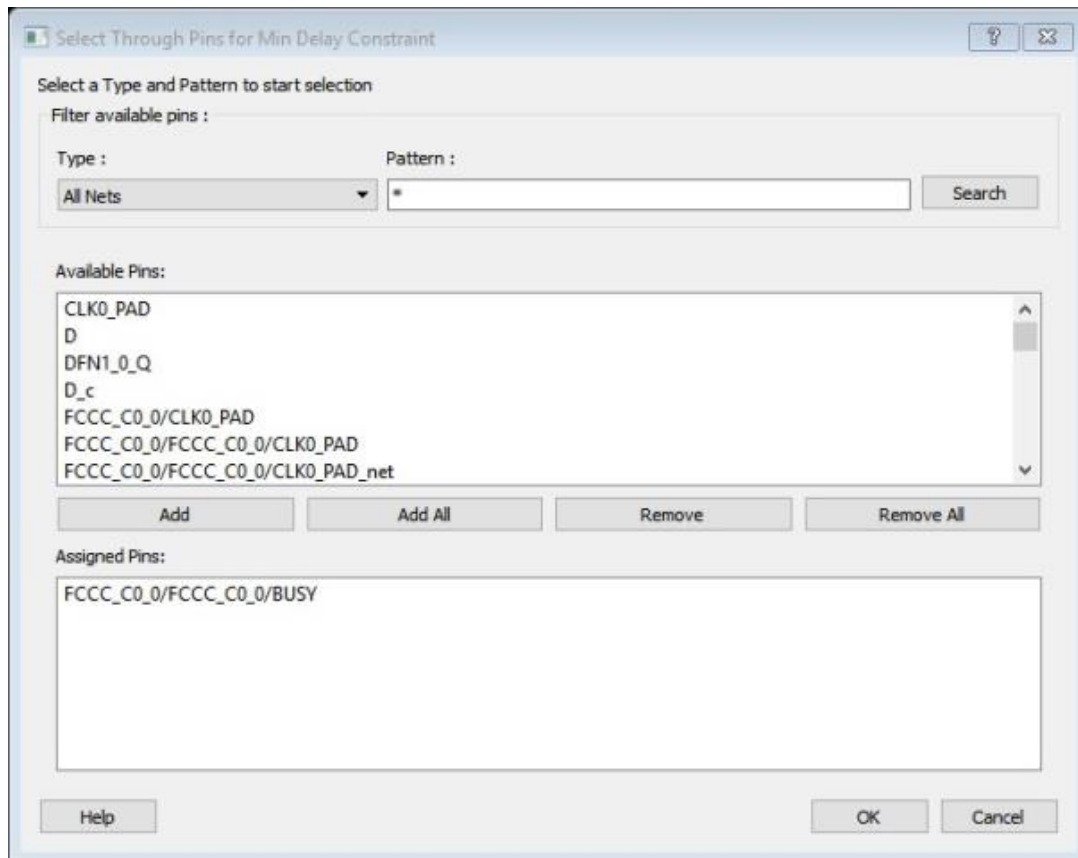 Select Through Pins for Min Delay Constraint
Select a Type and Pattern to start selection
Filter available pins :
Type : Pattern :
All Nets * Search
Available Pins:
CLK0_PAD
D
DFN1_0_Q
D_c
FCCC_C0_0/CLK0_PAD
FCCC_C0_0/FCCC_C0_0/CLK0_PAD
FCCC_C0_0/FCCC_C0_0/CLK0_PAD_net
Add Add All Remove Remove All
Assigned Pins:
FCCC_C0_0/FCCC_C0_0/BUSY
Help OK Cancel